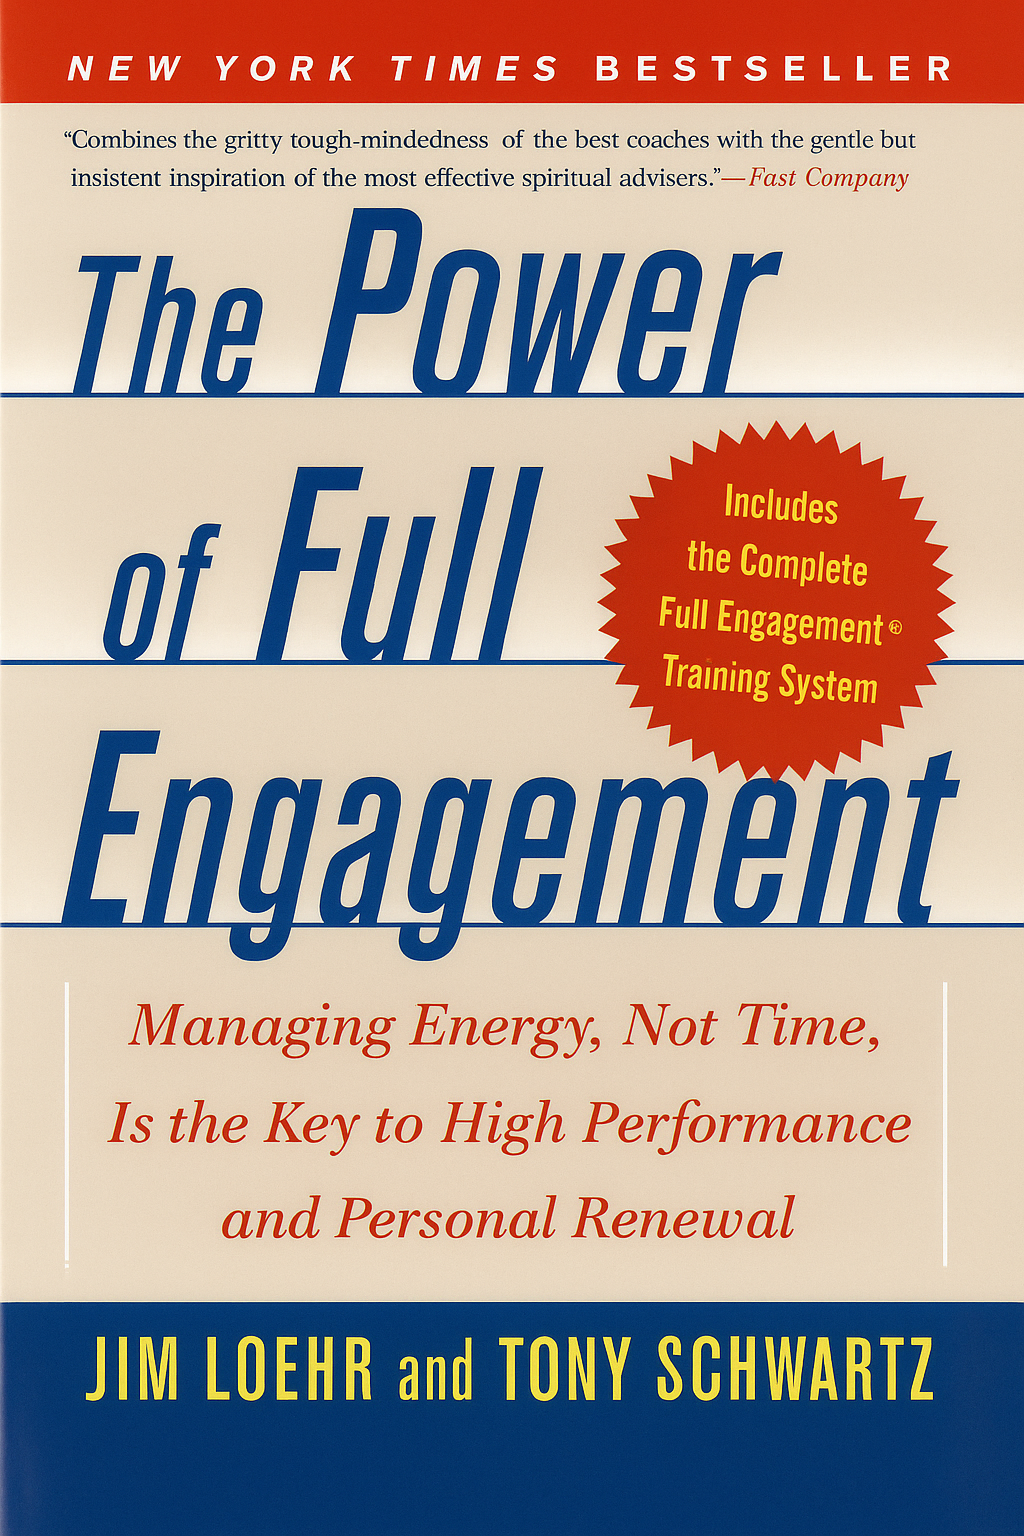 NEW YORK TIMES BESTSELLER
“Combines the gritty tough-mindedness of the best coaches with the gentle but
insistent inspiration of the most effective spiritual advisers.”—Fast Company
The Power
of Full
Engagement
Includes
the Complete
Full Engagement®
Training System
Managing Energy, Not Time,
Is the Key to High Performance
and Personal Renewal
JIM LOEHR and TONY SCHWARTZ